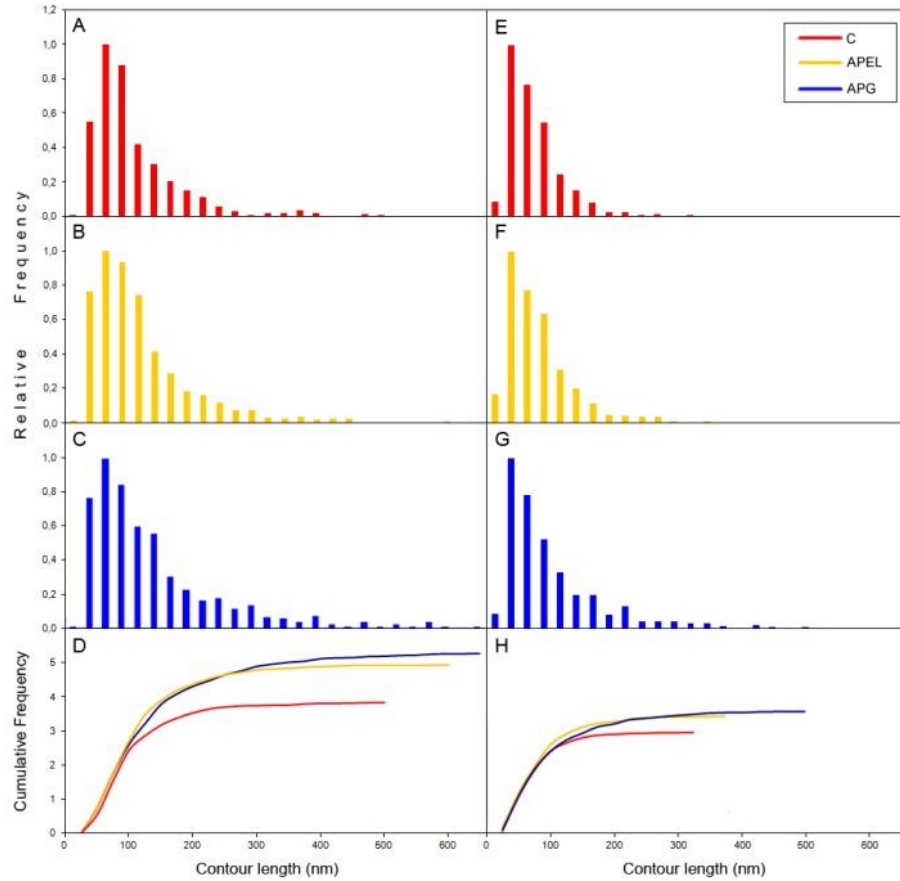 A
E
C
APEL
APG
1,2
1,0
0,8
0,6
0,4
0,2
0,0
B
F
1,0
0,8
0,6
0,4
0,2
0,0
C
G
1,0
0,8
0,6
0,4
0,2
0,0
D
H
5
4
3
2
1
0
Relative Frequency
Cumulative Frequency
0 100 200 300 400 500 600
0 100 200 300 400 500 600
Contour length (nm)
Contour length (nm)